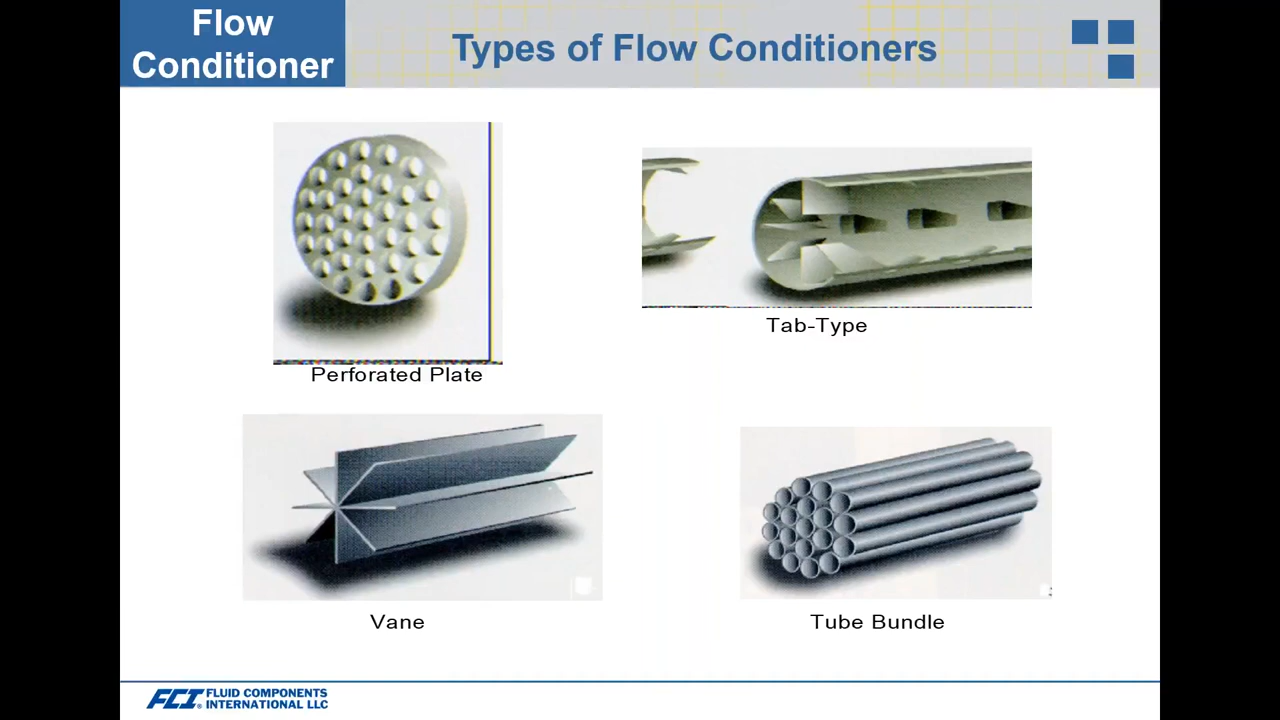 Flow
Conditioner
Types of Flow Conditioners
Perforated Plate
Tab-Type
Vane
Tube Bundle
FCI® FLUID COMPONENTS
INTERNATIONAL LLC